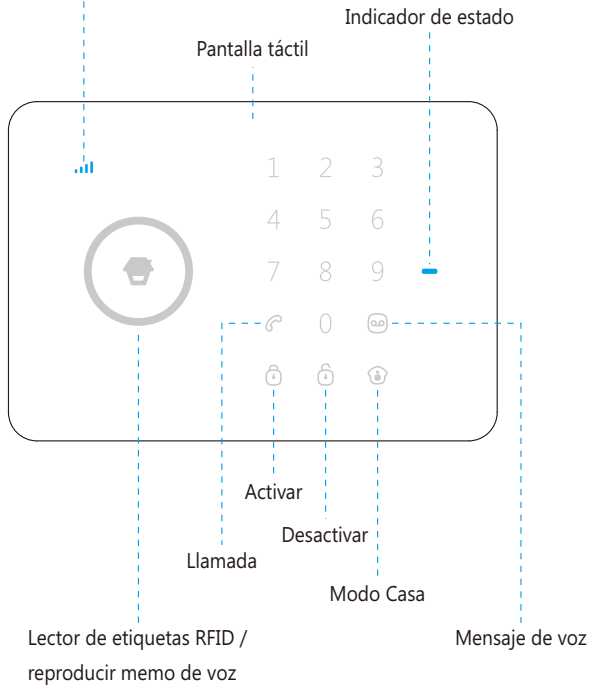 Indicador de estado
Pantalla táctil
1 2 3
4 5 6
7 8 9
0
Activar
Desactivar
Llamada
Modo Casa
Lector de etiquetas RFID /
reproducir memo de voz
Mensaje de voz